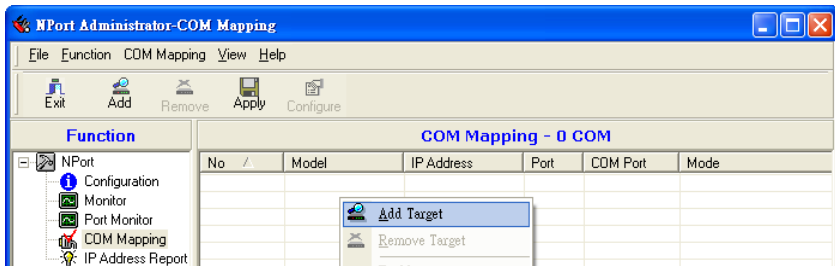 NPort Administrator-COM Mapping
File Function COM Mapping View Help
Exit Add Remove Apply Configure
Function
COM Mapping - 0 COM
NPort
Configuration
Monitor
Port Monitor
COM Mapping
IP Address Report
No Model IP Address Port COM Port Mode
Add Target
Remove Target